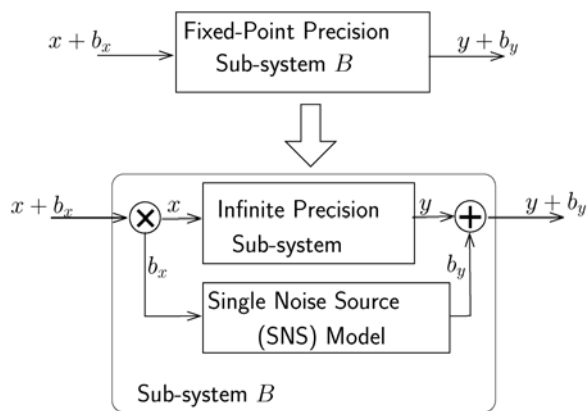 x + b_x
Fixed-Point Precision
Sub-system B
y + b_y
x + b_x
x
Infinite Precision
Sub-system
y
y + b_y
b_x
b_y
Single Noise Source
(SNS) Model
Sub-system B